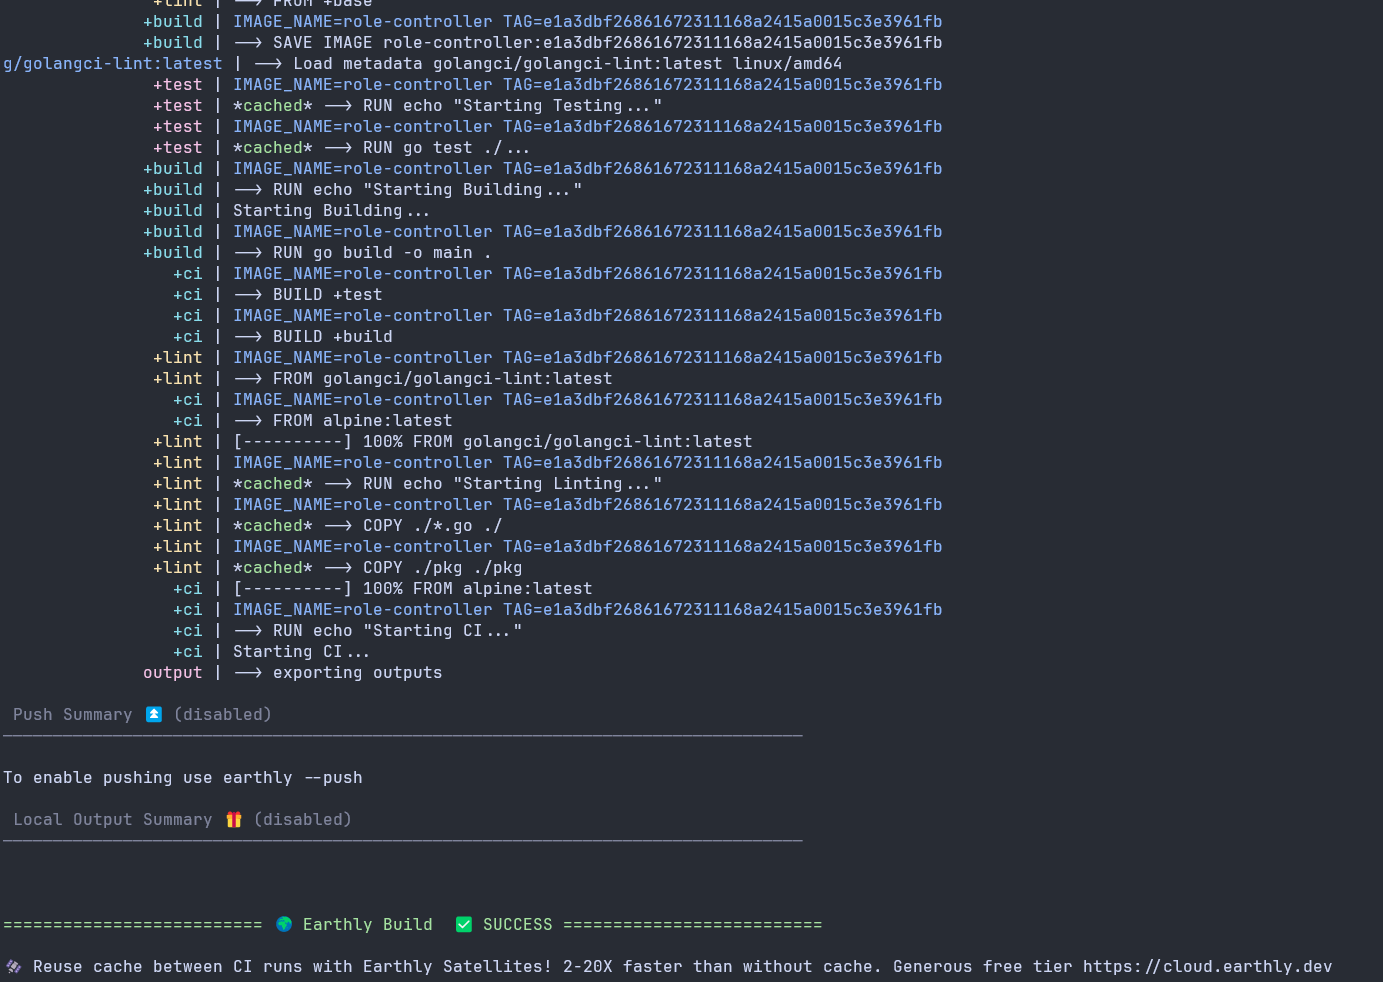 +lint | --> FROM +base
+build | IMAGE_NAME=role-controller TAG=e1a3dbf26861672311168a2415a0015c3e3961fb
+build | --> SAVE IMAGE role-controller:e1a3dbf26861672311168a2415a0015c3e3961fb
g/golangci-lint:latest | --> Load metadata golangci/golangci-lint:latest linux/amd64
+test | IMAGE_NAME=role-controller TAG=e1a3dbf26861672311168a2415a0015c3e3961fb
+test | *cached* --> RUN echo "Starting Testing..."
+test | IMAGE_NAME=role-controller TAG=e1a3dbf26861672311168a2415a0015c3e3961fb
+test | *cached* --> RUN go test ./...
+build | IMAGE_NAME=role-controller TAG=e1a3dbf26861672311168a2415a0015c3e3961fb
+build | --> RUN echo "Starting Building..."
+build | Starting Building...
+build | IMAGE_NAME=role-controller TAG=e1a3dbf26861672311168a2415a0015c3e3961fb
+build | --> RUN go build -o main .
+ci | IMAGE_NAME=role-controller TAG=e1a3dbf26861672311168a2415a0015c3e3961fb
+ci | --> BUILD +test
+ci | IMAGE_NAME=role-controller TAG=e1a3dbf26861672311168a2415a0015c3e3961fb
+ci | --> BUILD +build
+lint | IMAGE_NAME=role-controller TAG=e1a3dbf26861672311168a2415a0015c3e3961fb
+lint | --> FROM golangci/golangci-lint:latest
+ci | IMAGE_NAME=role-controller TAG=e1a3dbf26861672311168a2415a0015c3e3961fb
+ci | --> FROM alpine:latest
+lint | [----------] 100% FROM golangci/golangci-lint:latest
+lint | IMAGE_NAME=role-controller TAG=e1a3dbf26861672311168a2415a0015c3e3961fb
+lint | *cached* --> RUN echo "Starting Linting..."
+lint | IMAGE_NAME=role-controller TAG=e1a3dbf26861672311168a2415a0015c3e3961fb
+lint | *cached* --> COPY ./*.go ./
+lint | IMAGE_NAME=role-controller TAG=e1a3dbf26861672311168a2415a0015c3e3961fb
+lint | *cached* --> COPY ./pkg ./pkg
+ci | [----------] 100% FROM alpine:latest
+ci | IMAGE_NAME=role-controller TAG=e1a3dbf26861672311168a2415a0015c3e3961fb
+ci | --> RUN echo "Starting CI..."
+ci | Starting CI...
output | --> exporting outputs
Push Summary ⏫ (disabled)
To enable pushing use earthly --push
Local Output Summary 🎁 (disabled)
========================== 🌍 Earthly Build ✅ SUCCESS ==========================
🛰️ Reuse cache between CI runs with Earthly Satellites! 2-20X faster than without cache. Generous free tier https://cloud.earthly.dev